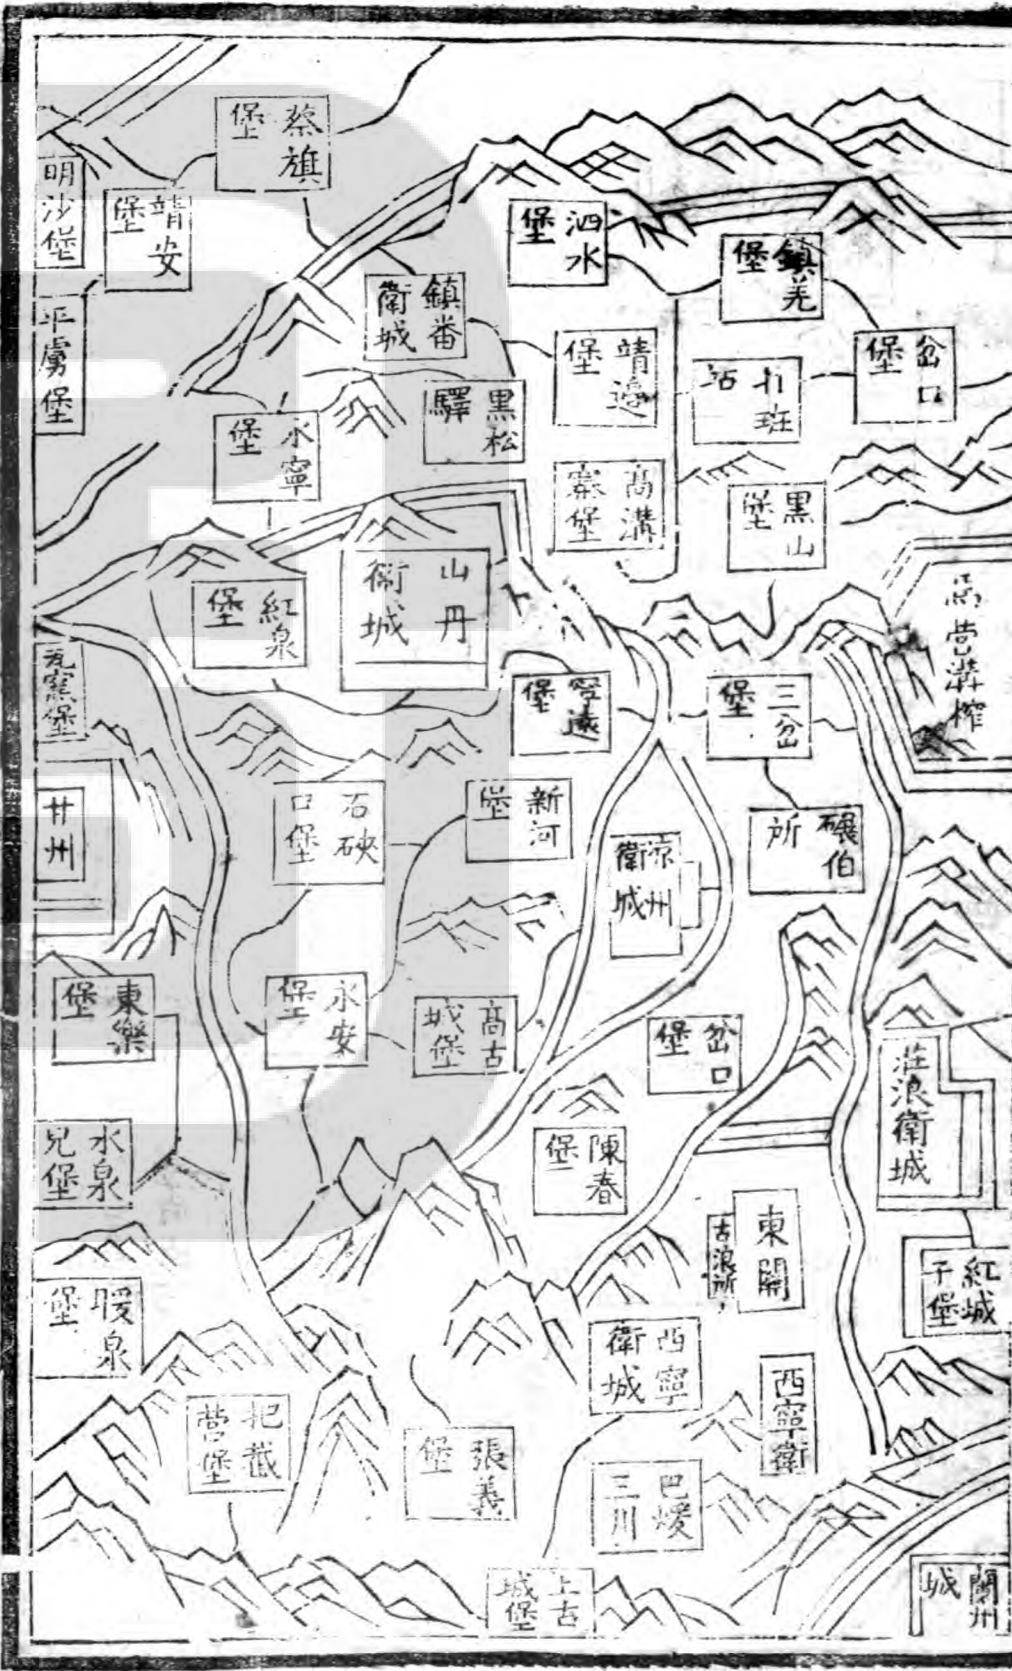 蔡旗堡
明沙堡
靖安堡
泗水堡
鎮羌堡
鎮番衛城
平虜堡
靖邊堡
岔口堡
黑松驛
永寧堡
高溝寨堡
黑山堡
山丹衛城
紅泉堡
寧遠堡
三岔堡
石硤口堡
新河堡
甘州
涼州衛城
碾伯所
東樂堡
永安堡
高古城堡
岔口堡
莊浪衛城
水泉兒堡
陳春堡
東關
古浪所
紅城子堡
暖泉堡
西寧衛城
西寧衛
把截營堡
張義堡
巴煖三川
上古城堡
蘭州城